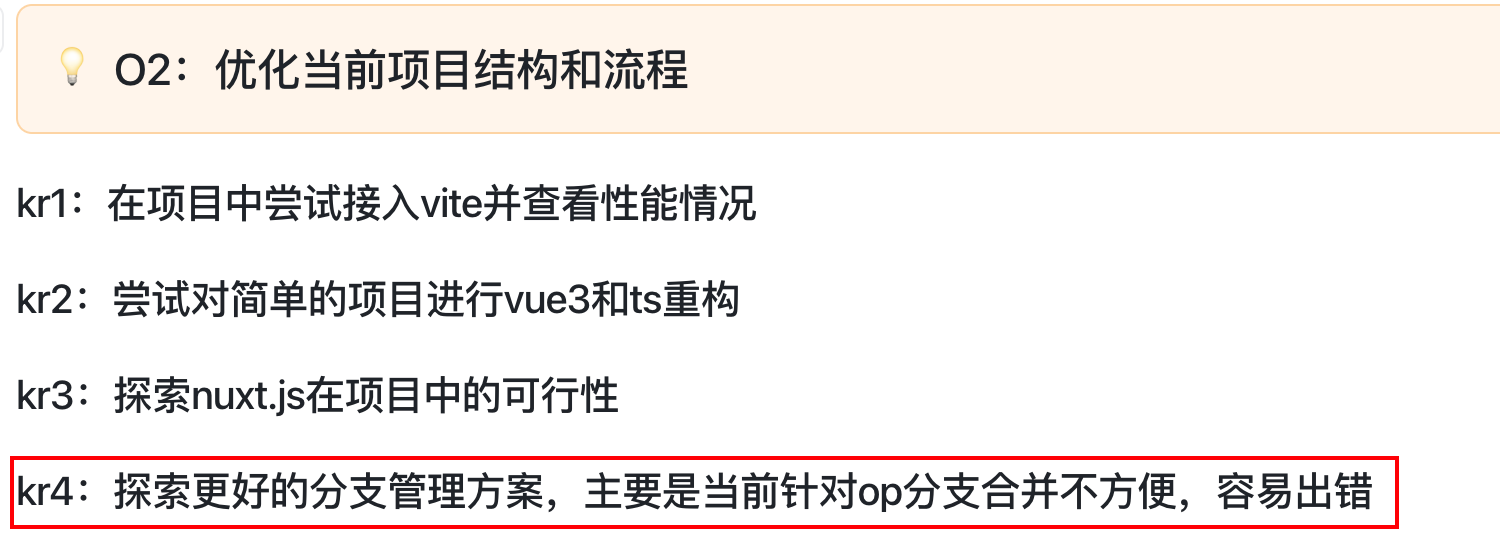 💡 O2：优化当前项目结构和流程
kr1：在项目中尝试接入vite并查看性能情况
kr2：尝试对简单的项目进行vue3和ts重构
kr3：探索nuxt.js在项目中的可行性
kr4：探索更好的分支管理方案，主要是当前针对op分支合并不方便，容易出错